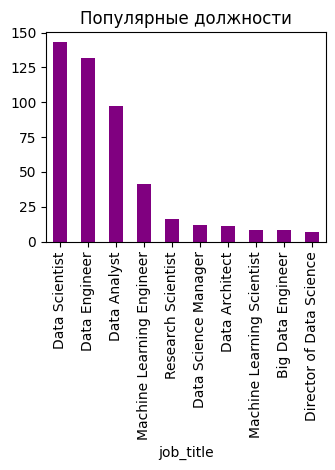 Популярные должности
150
125
100
75
50
25
0
Data Scientist
Data Engineer
Data Analyst
Machine Learning Engineer
Research Scientist
Data Science Manager
Data Architect
Machine Learning Scientist
Big Data Engineer
Director of Data Science
job_title